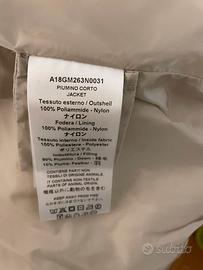 A18GM263N0031
PIUMINO CORTO
JACKET
Tessuto esterno / Outshell
100% Poliammide - Nylon
ナイロン
Fodera / Lining
100% Poliammide - Nylon
ナイロン
Tessuto interno / Inside fabric
100% Poliestere - Polyester
ポリエステル
Imbottitura / Filling
90% Piumino - Down -
10% Piuma - Feather -
CONTIENE PARTI NON
TESSILI DI ORIGINE ANIMALE
CONTAINS NON TEXTILE PARTS
OF ANIMAL ORIGIN
KEEP AWAY FROM FIRE
subito